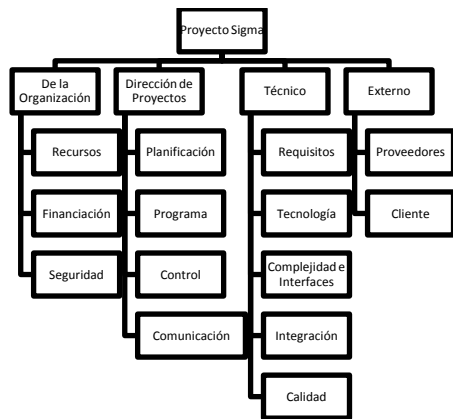 Proyecto Sigma
De la
Organización
Dirección de
Proyectos
Técnico
Externo
Recursos
Planificación
Requisitos
Proveedores
Financiación
Programa
Tecnología
Cliente
Seguridad
Control
Complejidad e
Interfaces
Comunicación
Integración
Calidad